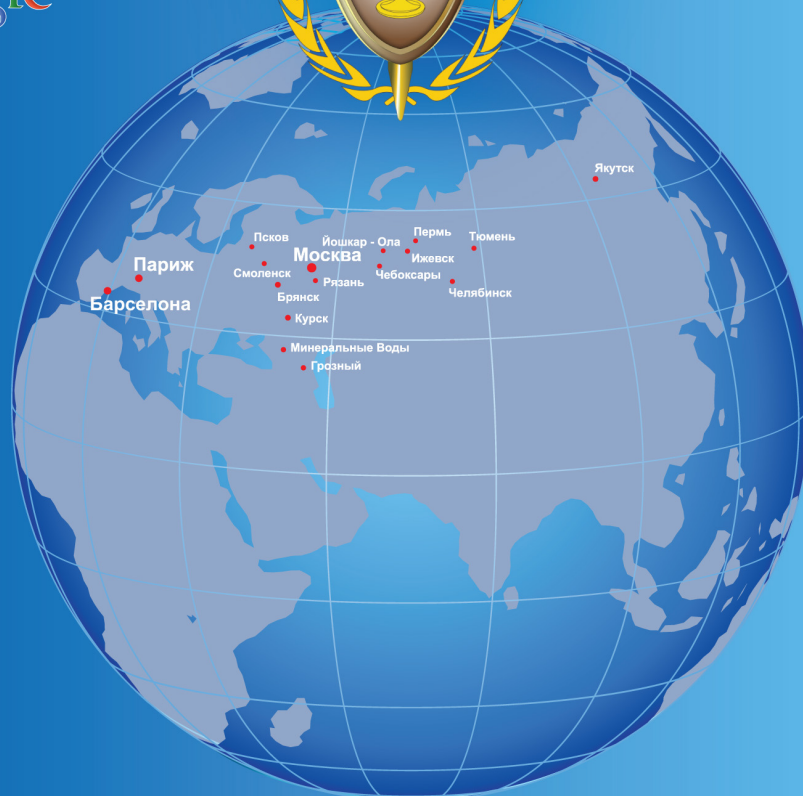 Якутск
Псков
Йошкар - Ола
Пермь
Тюмень
Париж
Москва
Ижевск
Смоленск
Рязань
Чебоксары
Барселона
Брянск
Челябинск
Курск
Минеральные Воды
Грозный